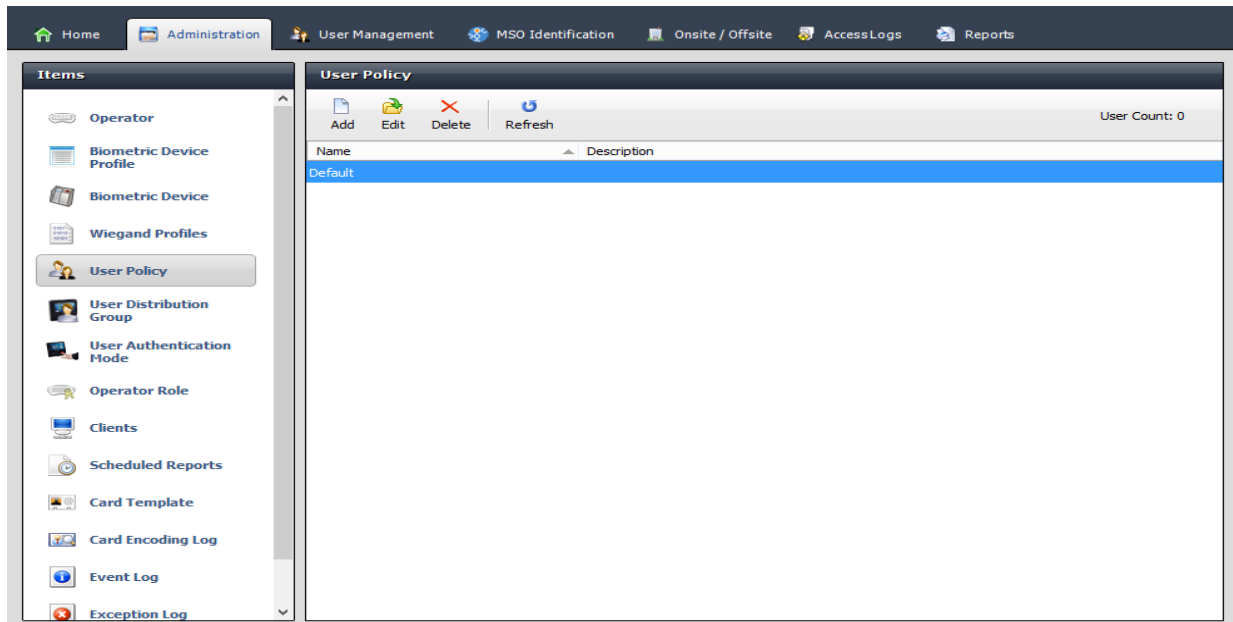 Home Administration User Management MSO Identification Onsite / Offsite Access Logs Reports
Items
Operator
Biometric Device
Profile
Biometric Device
Wiegand Profiles
User Policy
User Distribution
Group
User Authentication
Mode
Operator Role
Clients
Scheduled Reports
Card Template
Card Encoding Log
Event Log
Exception Log
User Policy
Add Edit Delete Refresh User Count: 0
Name Description
Default